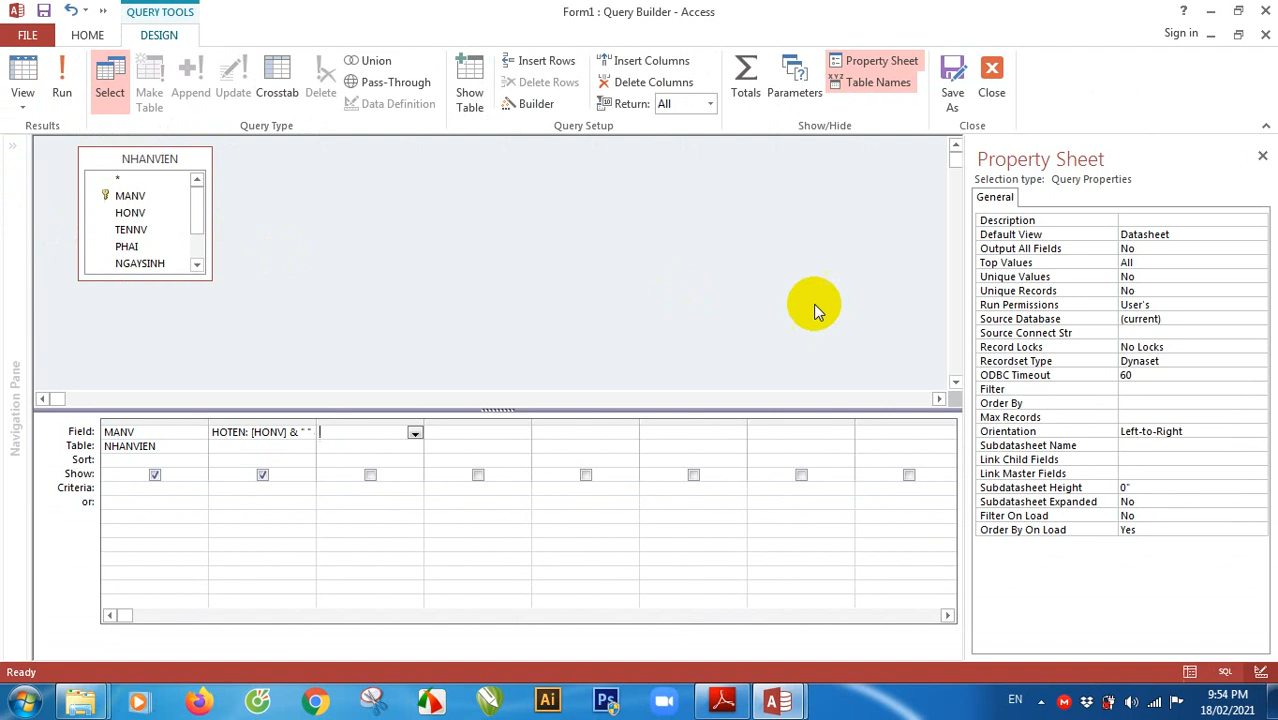 Form1 : Query Builder - Access
QUERY TOOLS
?
Sign in
FILE HOME DESIGN
View
Run
Results
Select
Make Table
Append
Update
Crosstab
Delete
Union
Pass-Through
Data Definition
Query Type
Show Table
Insert Rows
Delete Rows
Builder
Insert Columns
Delete Columns
Return: All
Query Setup
Totals
Parameters
Property Sheet
Table Names
Show/Hide
Save As
Close
Close
Navigation Pane
NHANVIEN
*
MANV
HONV
TENNV
PHAI
NGAYSINH
Field: MANV HOTEN: [HONV] & " "
Table: NHANVIEN
Sort:
Show:
Criteria:
or:
Property Sheet
Selection type: Query Properties
General
Description
Default View Datasheet
Output All Fields No
Top Values All
Unique Values No
Unique Records No
Run Permissions User's
Source Database (current)
Source Connect Str
Record Locks No Locks
Recordset Type Dynaset
ODBC Timeout 60
Filter
Order By
Max Records
Orientation Left-to-Right
Subdatasheet Name
Link Child Fields
Link Master Fields
Subdatasheet Height 0"
Subdatasheet Expanded No
Filter On Load No
Order By On Load Yes
Ready
SQL
Ai
Ps
EN
9:54 PM
18/02/2021